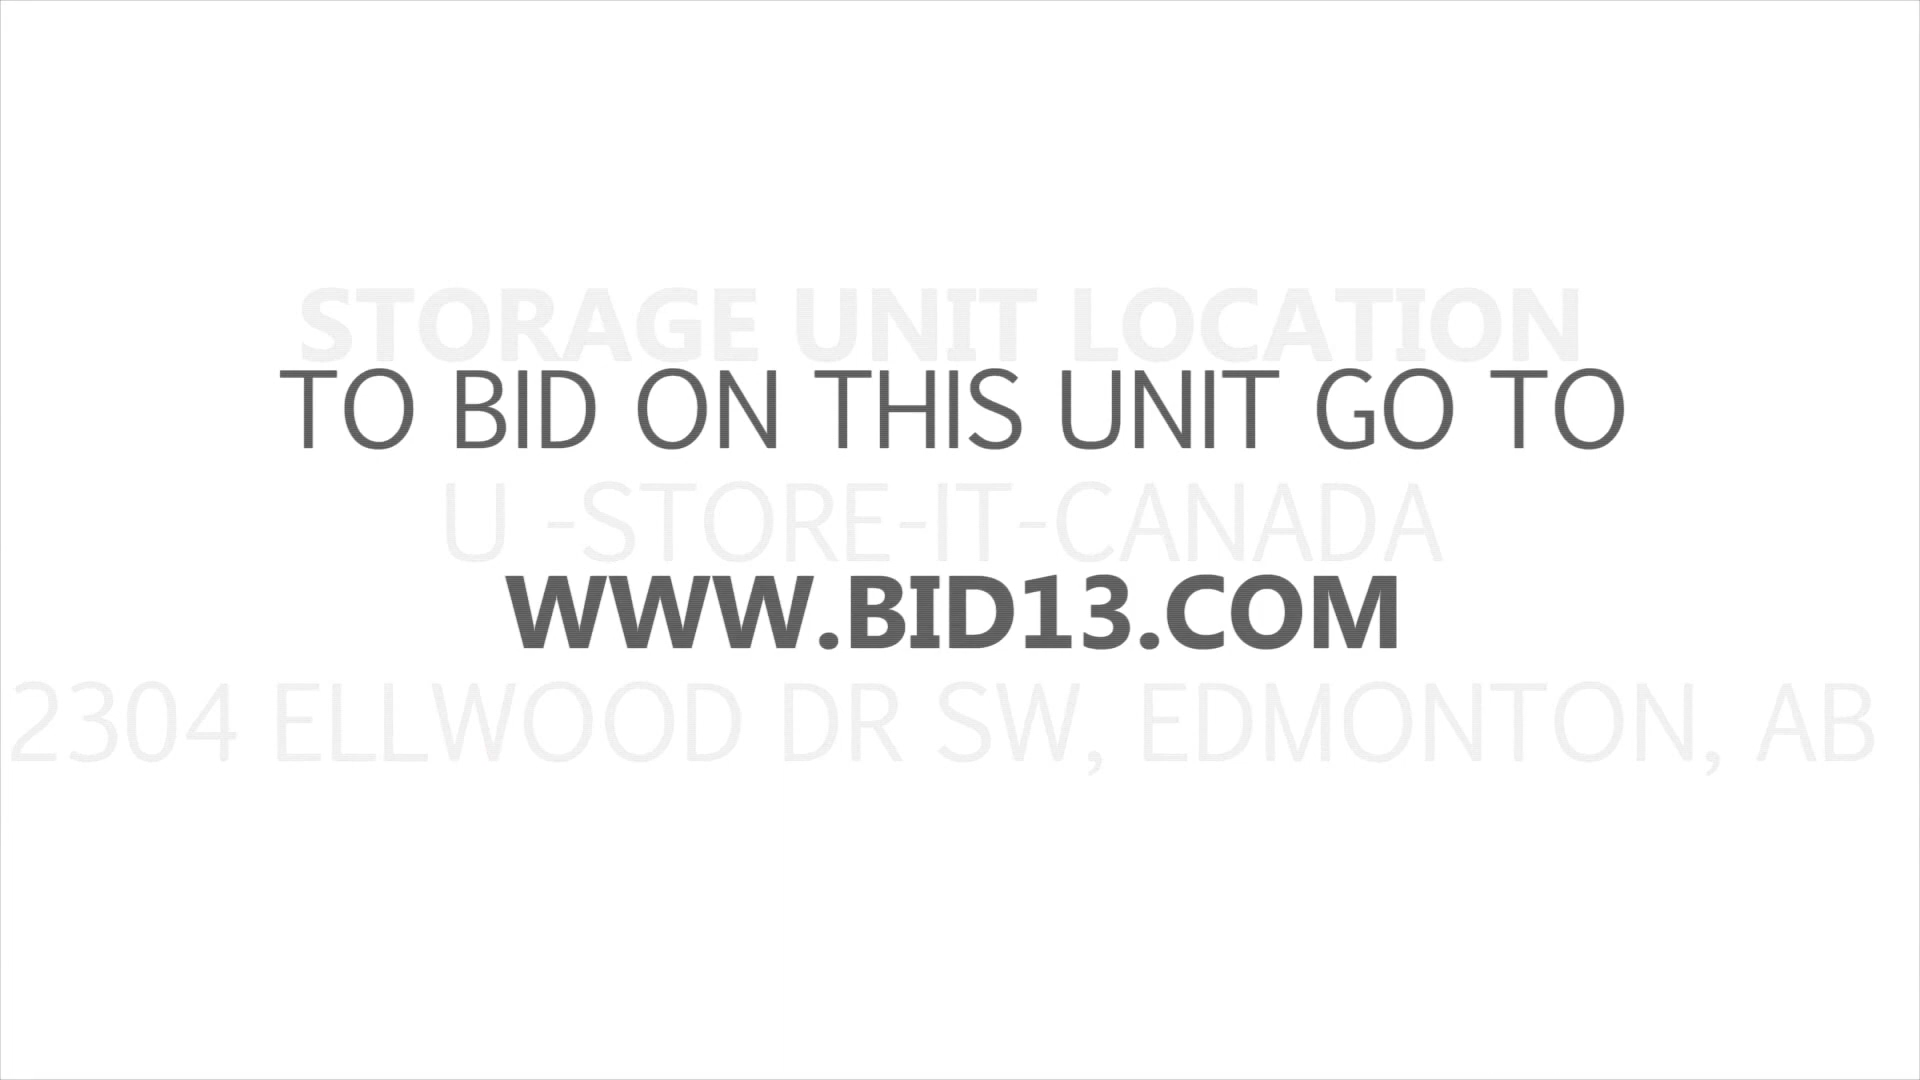 STORAGE UNIT LOCATION
TO BID ON THIS UNIT GO TO
U -STORE-IT-CANADA
WWW.BID13.COM
2304 ELLWOOD DR SW, EDMONTON, AB